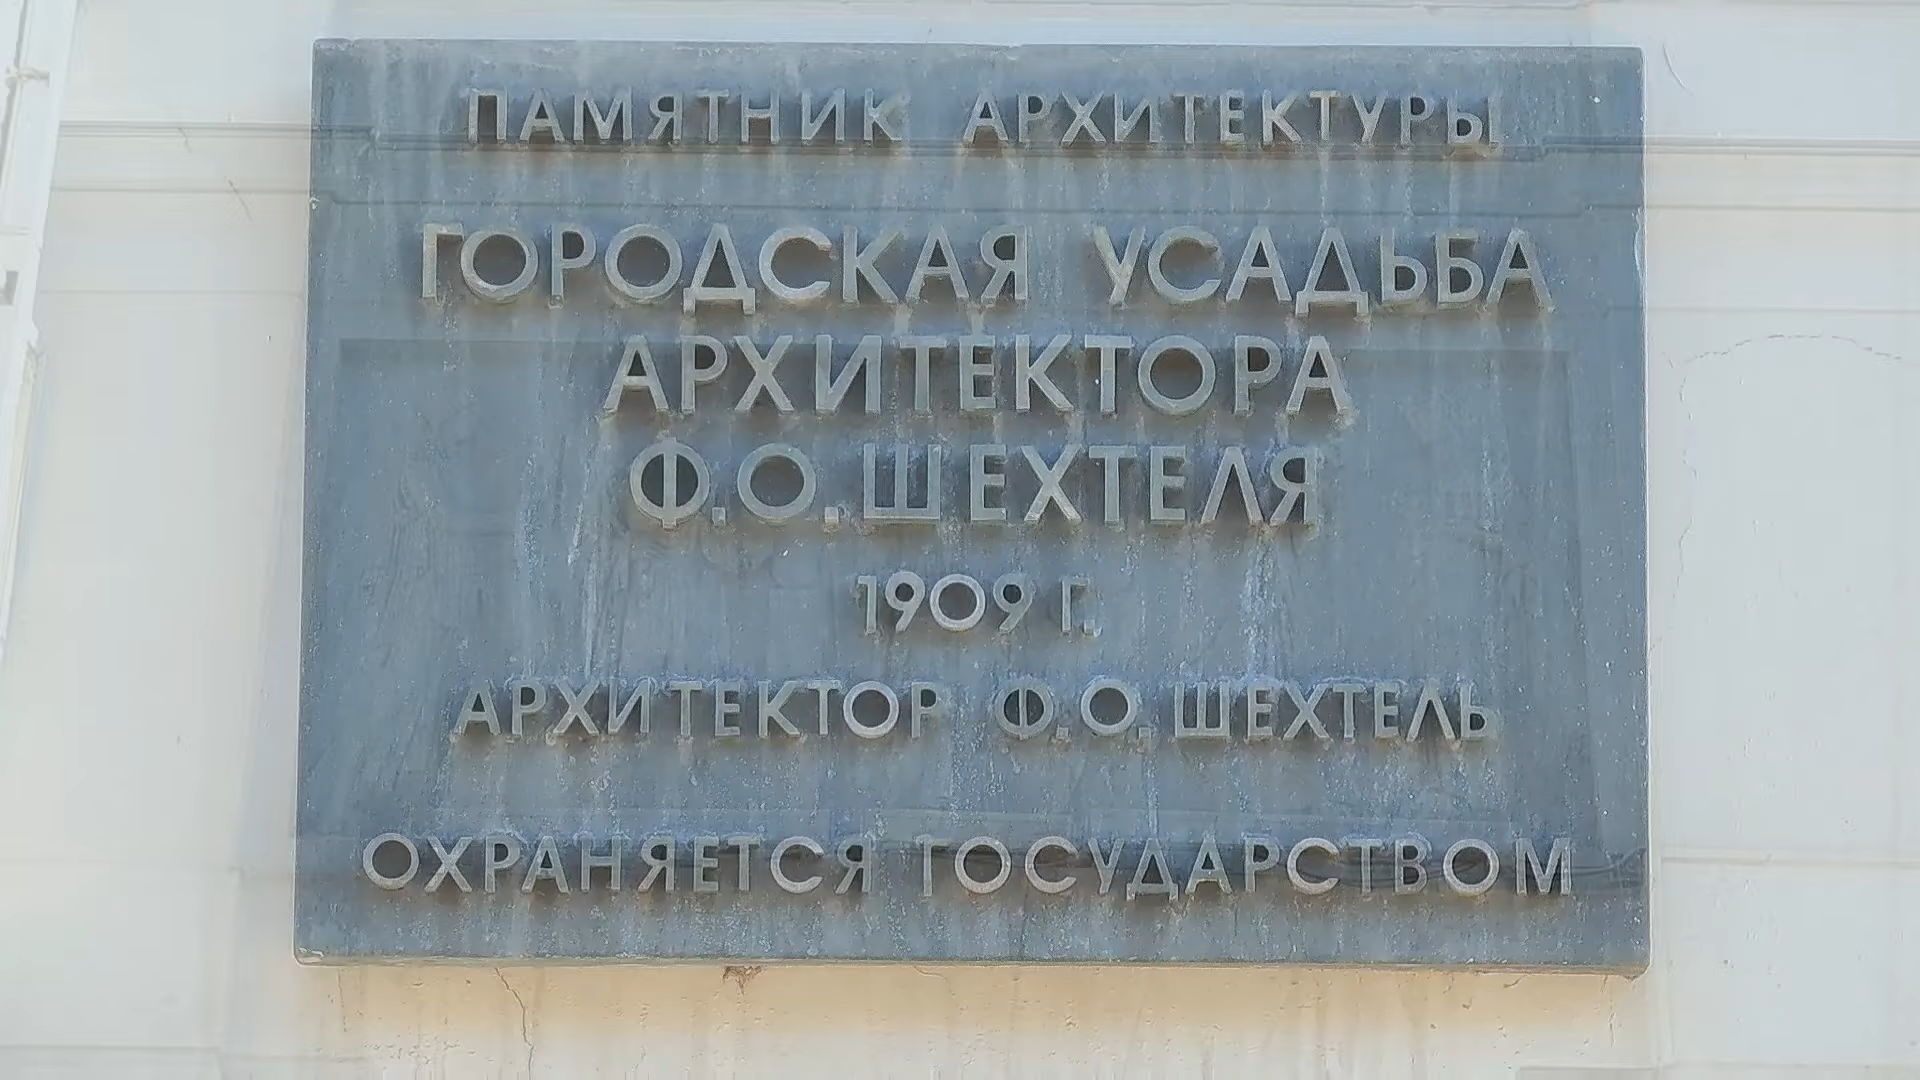 ПАМЯТНИК АРХИТЕКТУРЫ
ГОРОДСКАЯ УСАДЬБА
АРХИТЕКТОРА
Ф.О.ШЕХТЕЛЯ
1909 Г.
АРХИТЕКТОР Ф.О.ШЕХТЕЛЬ
ОХРАНЯЕТСЯ ГОСУДАРСТВОМ